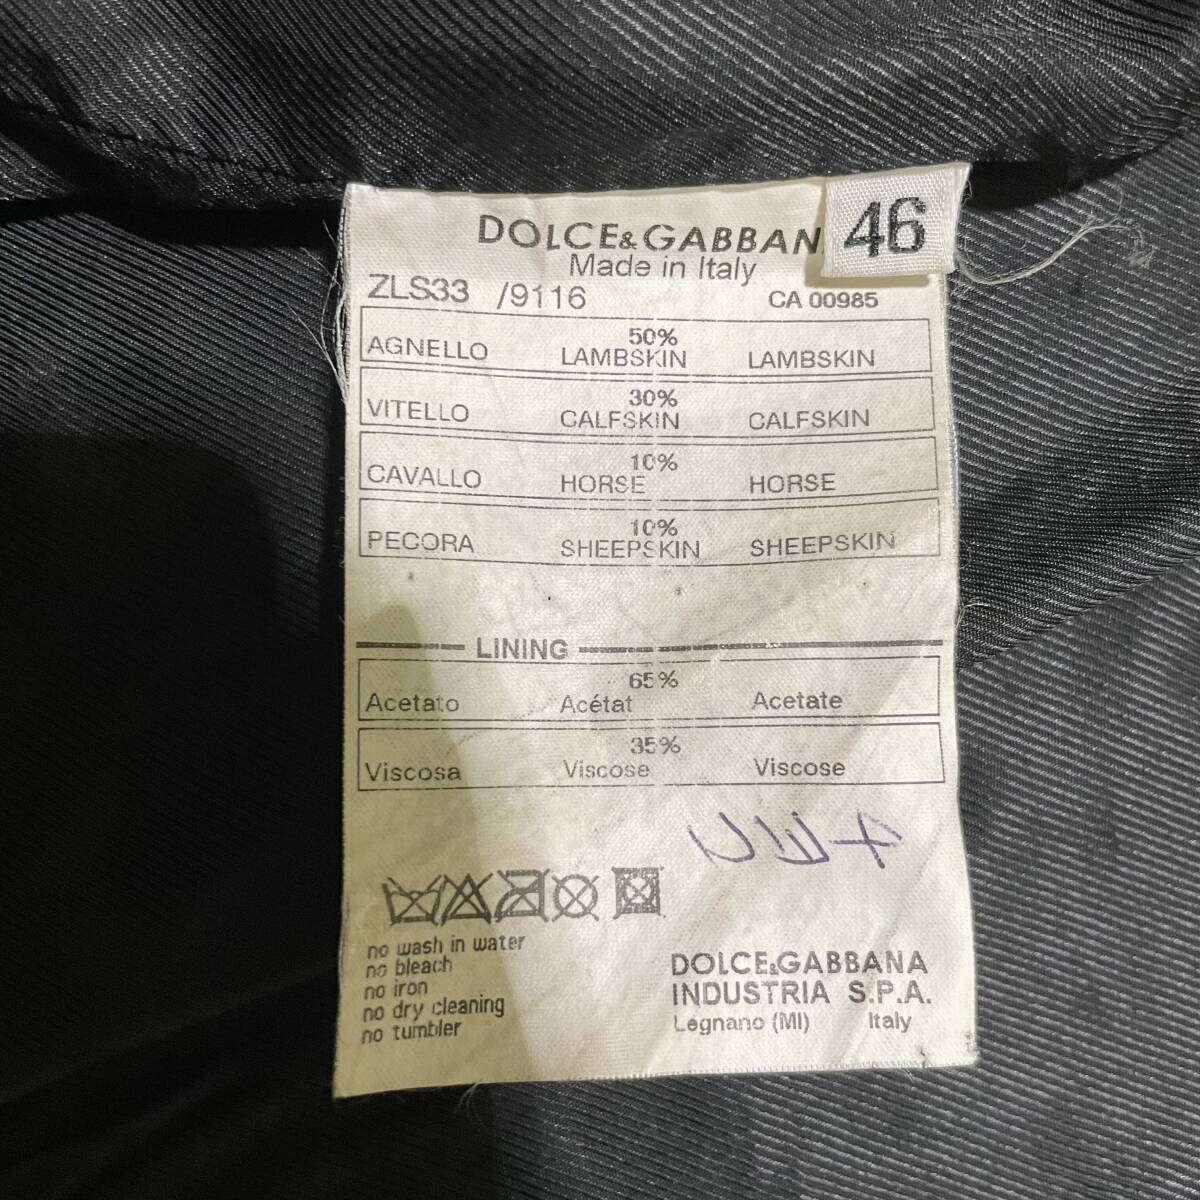 DOLCE&GABBAN
46
Made in Italy
ZLS33 /9116 CA 00985
50%
AGNELLO LAMBSKIN LAMBSKIN
30%
VITELLO CALFSKIN CALFSKIN
10%
CAVALLO HORSE HORSE
10%
PECORA SHEEPSKIN SHEEPSKIN
LINING
65%
Acetato Acétat Acetate
35%
Viscosa Viscose Viscose
no wash in water
no bleach
no iron
no dry cleaning
no tumbler
DOLCE&GABBANA
INDUSTRIA S.P.A.
Legnano (MI) Italy